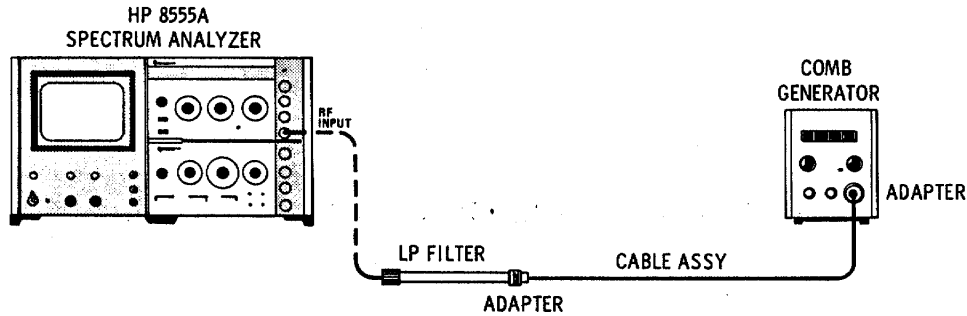 HP 8555A
SPECTRUM ANALYZER
COMB
GENERATOR
RF
INPUT
ADAPTER
LP FILTER
CABLE ASSY
ADAPTER